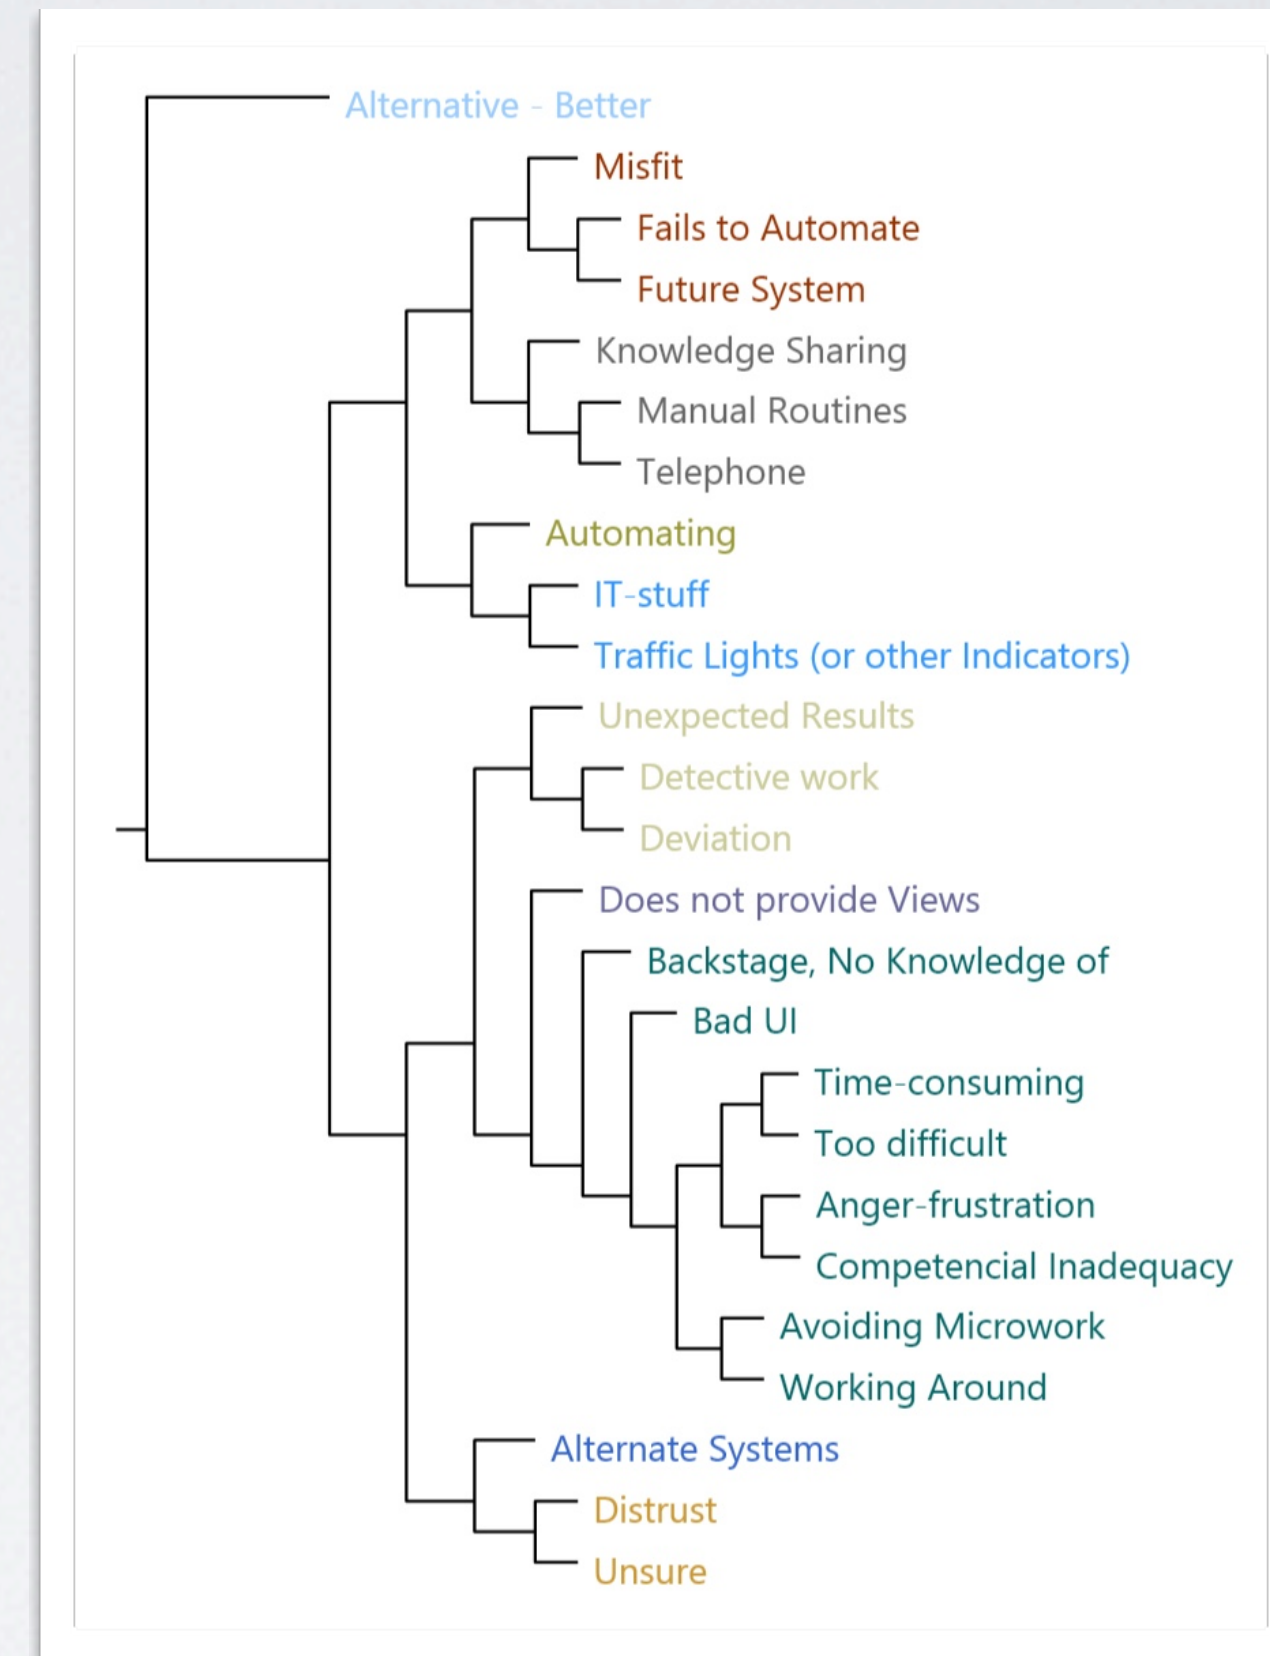 Alternative - Better
Misfit
Fails to Automate
Future System
Knowledge Sharing
Manual Routines
Telephone
Automating
IT-stuff
Traffic Lights (or other Indicators)
Unexpected Results
Detective work
Deviation
Does not provide Views
Backstage, No Knowledge of
Bad UI
Time-consuming
Too difficult
Anger-frustration
Competencial Inadequacy
Avoiding Microwork
Working Around
Alternate Systems
Distrust
Unsure